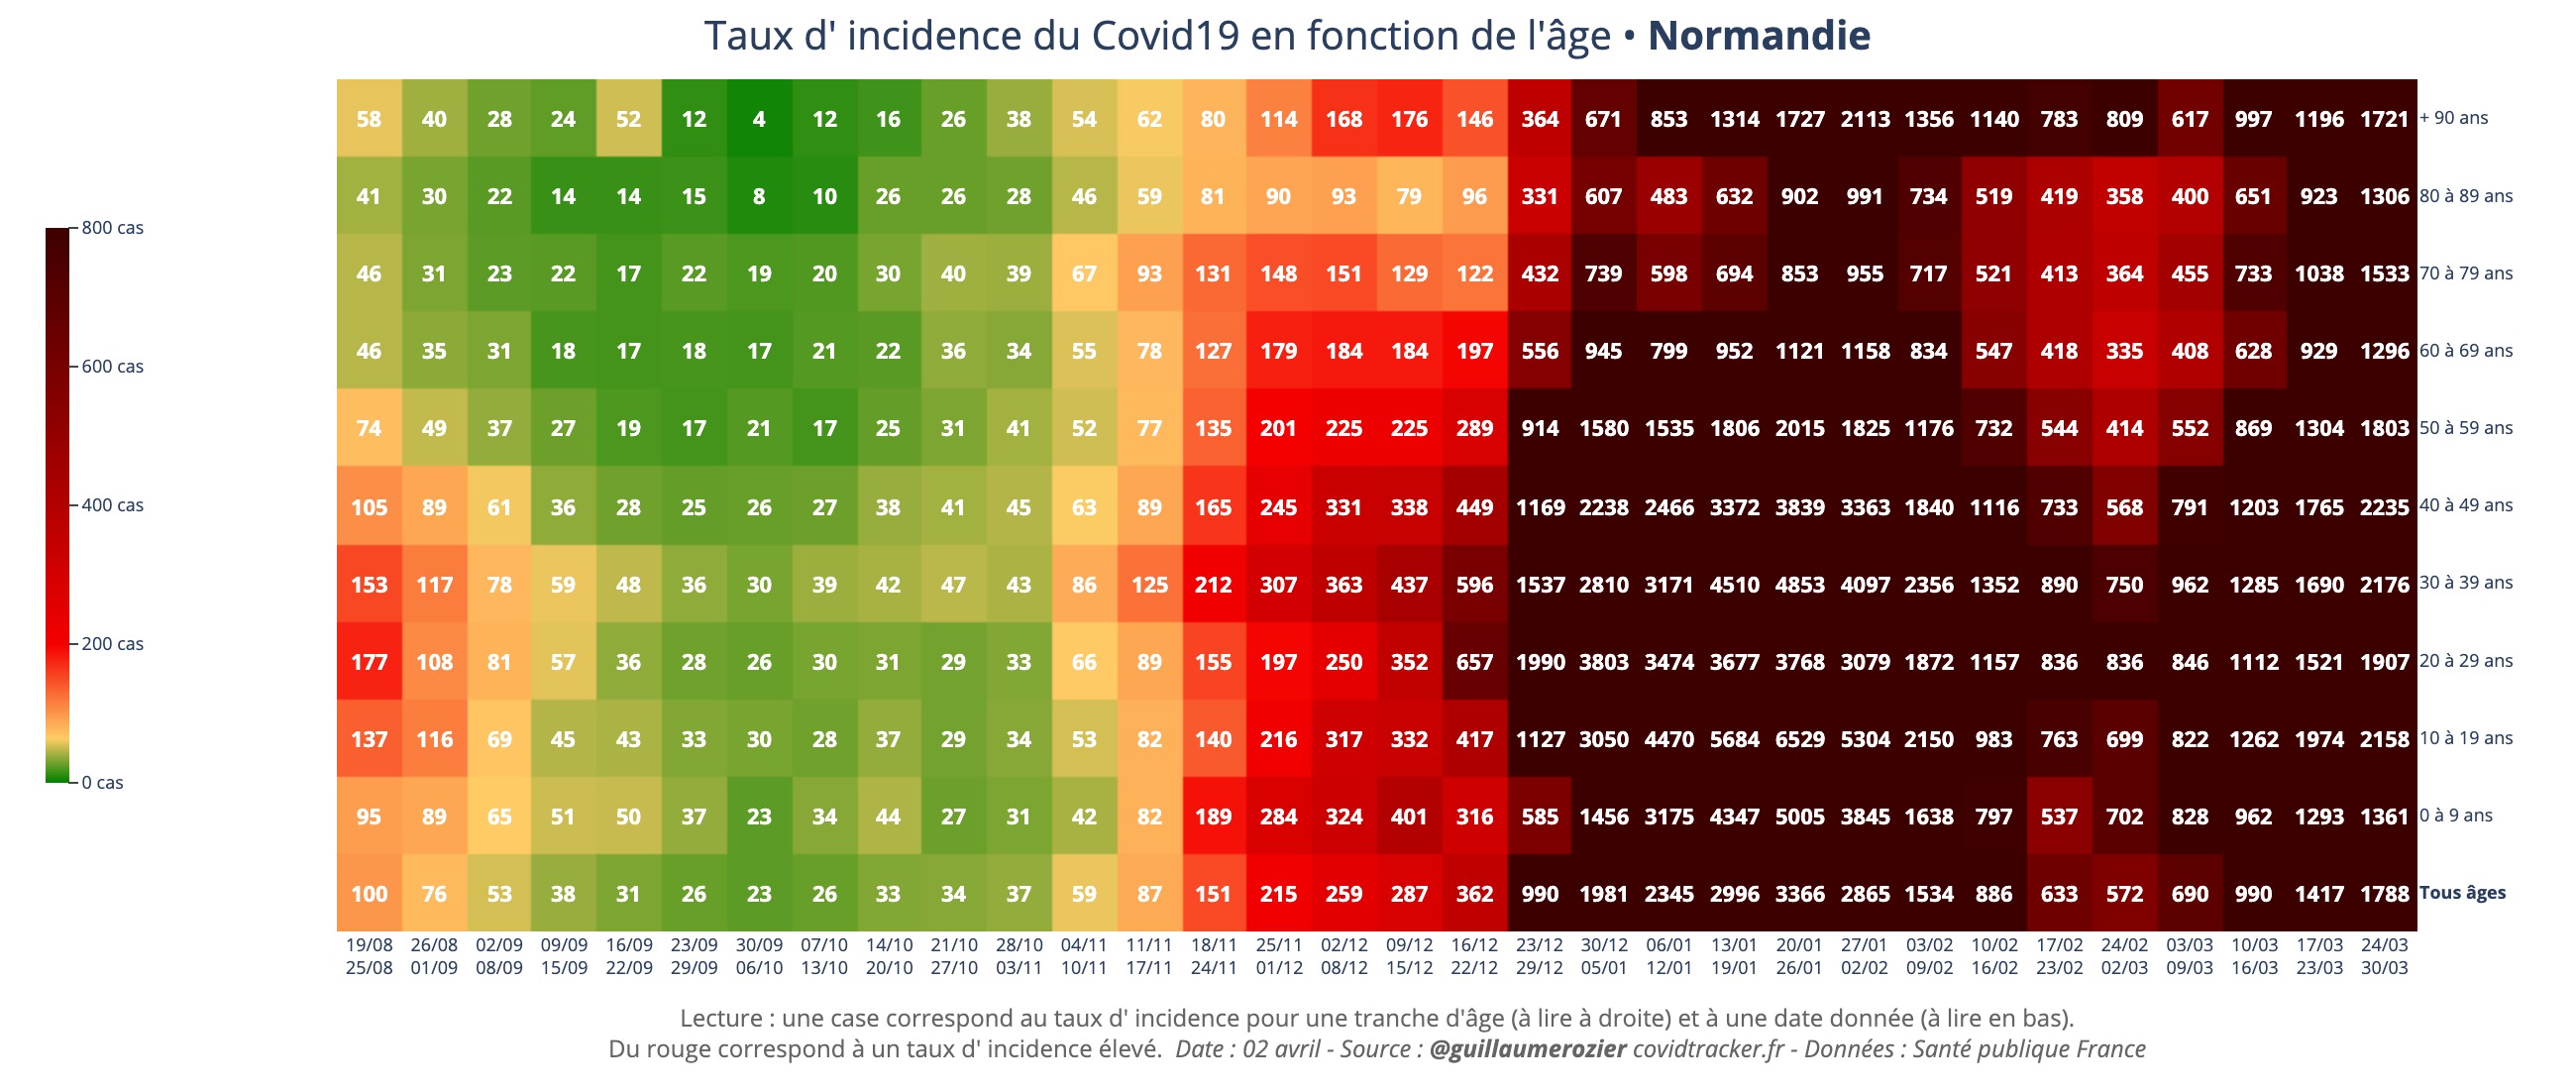 Taux d' incidence du Covid19 en fonction de l'âge • Normandie
58 40 28 24 52 12 4 12 16 26 38 54 62 80 114 168 176 146 364 671 853 1314 1727 2113 1356 1140 783 809 617 997 1196 1721 + 90 ans
41 30 22 14 14 15 8 10 26 26 28 46 59 81 90 93 79 96 331 607 483 632 902 991 734 519 419 358 400 651 923 1306 80 à 89 ans
800 cas
46 31 23 22 17 22 19 20 30 40 39 67 93 131 148 151 129 122 432 739 598 694 853 955 717 521 413 364 455 733 1038 1533 70 à 79 ans
46 35 31 18 17 18 17 21 22 36 34 55 78 127 179 184 184 197 556 945 799 952 1121 1158 834 547 418 335 408 628 929 1296 60 à 69 ans
600 cas
74 49 37 27 19 17 21 17 25 31 41 52 77 135 201 225 225 289 914 1580 1535 1806 2015 1825 1176 732 544 414 552 869 1304 1803 50 à 59 ans
400 cas
105 89 61 36 28 25 26 27 38 41 45 63 89 165 245 331 338 449 1169 2238 2466 3372 3839 3363 1840 1116 733 568 791 1203 1765 2235 40 à 49 ans
153 117 78 59 48 36 30 39 42 47 43 86 125 212 307 363 437 596 1537 2810 3171 4510 4853 4097 2356 1352 890 750 962 1285 1690 2176 30 à 39 ans
200 cas
177 108 81 57 36 28 26 30 31 29 33 66 89 155 197 250 352 657 1990 3803 3474 3677 3768 3079 1872 1157 836 836 846 1112 1521 1907 20 à 29 ans
137 116 69 45 43 33 30 28 37 29 34 53 82 140 216 317 332 417 1127 3050 4470 5684 6529 5304 2150 983 763 699 822 1262 1974 2158 10 à 19 ans
0 cas
95 89 65 51 50 37 23 34 44 27 31 42 82 189 284 324 401 316 585 1456 3175 4347 5005 3845 1638 797 537 702 828 962 1293 1361 0 à 9 ans
100 76 53 38 31 26 23 26 33 34 37 59 87 151 215 259 287 362 990 1981 2345 2996 3366 2865 1534 886 633 572 690 990 1417 1788 Tous âges
19/08 26/08 02/09 09/09 16/09 23/09 30/09 07/10 14/10 21/10 28/10 04/11 11/11 18/11 25/11 02/12 09/12 16/12 23/12 30/12 06/01 13/01 20/01 27/01 03/02 10/02 17/02 24/02 03/03 10/03 17/03 24/03
25/08 01/09 08/09 15/09 22/09 29/09 06/10 13/10 20/10 27/10 03/11 10/11 17/11 24/11 01/12 08/12 15/12 22/12 29/12 05/01 12/01 19/01 26/01 02/02 09/02 16/02 23/02 02/03 09/03 16/03 23/03 30/03
Lecture : une case correspond au taux d' incidence pour une tranche d'âge (à lire à droite) et à une date donnée (à lire en bas).
Du rouge correspond à un taux d' incidence élevé. Date : 02 avril - Source : @guillaumerozier covidtracker.fr - Données : Santé publique France